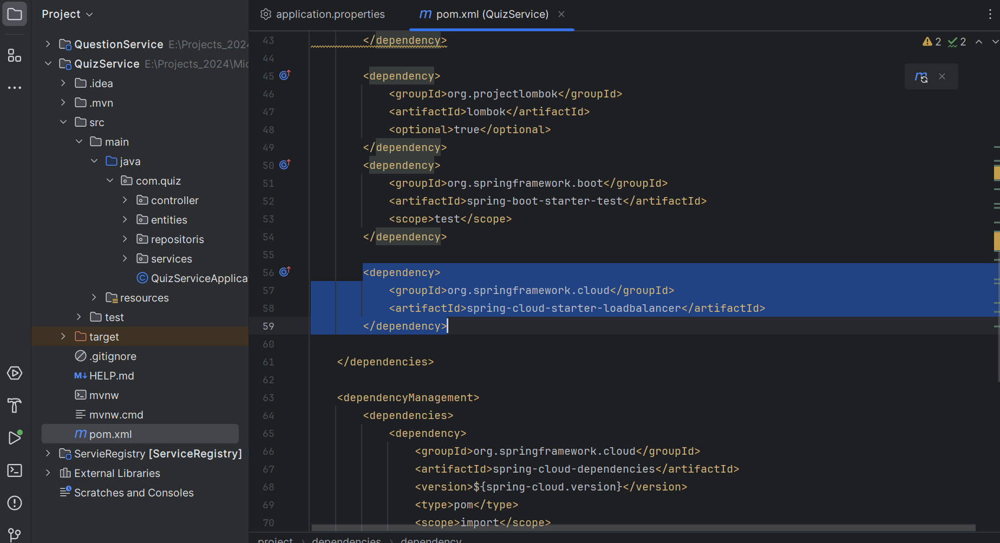 Project
application.properties
pom.xml (QuizService)
QuestionService E:\Projects_202
QuizService E:\Projects_2024\Mic
.idea
.mvn
src
main
java
com.quiz
controller
entities
repositoris
services
QuizServiceApplica
resources
test
target
.gitignore
HELP.md
mvnw
mvnw.cmd
pom.xml
ServieRegistry [ServiceRegistry]
External Libraries
Scratches and Consoles
2 2
43 </dependency>
44
45 <dependency>
46 <groupId>org.projectlombok</groupId>
47 <artifactId>lombok</artifactId>
48 <optional>true</optional>
49 </dependency>
50 <dependency>
51 <groupId>org.springframework.boot</groupId>
52 <artifactId>spring-boot-starter-test</artifactId>
53 <scope>test</scope>
54 </dependency>
55
56 <dependency>
57 <groupId>org.springframework.cloud</groupId>
58 <artifactId>spring-cloud-starter-loadbalancer</artifactId>
59 </dependency>
60
61 </dependencies>
62
63 <dependencyManagement>
64 <dependencies>
65 <dependency>
66 <groupId>org.springframework.cloud</groupId>
67 <artifactId>spring-cloud-dependencies</artifactId>
68 <version>${spring-cloud.version}</version>
69 <type>pom</type>
70 <scope>import</scope>
project > dependencies > dependency